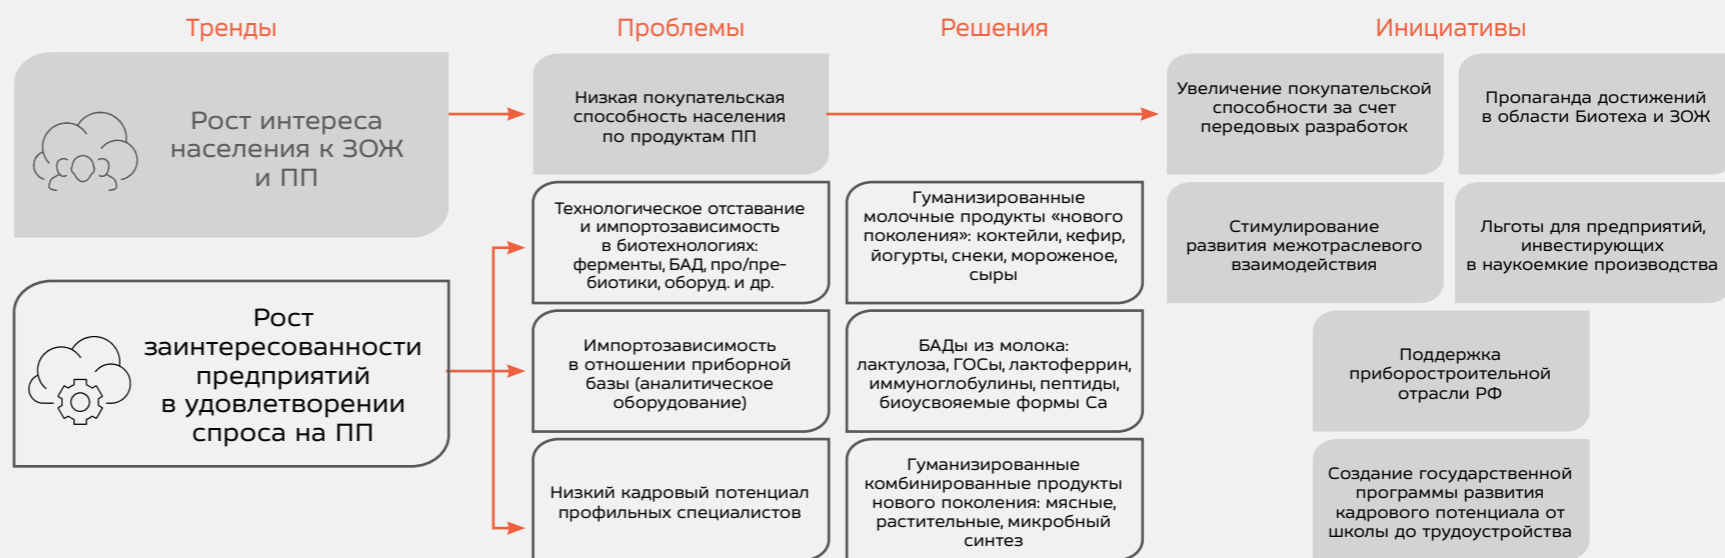 Тренды
Проблемы
Решения
Инициативы
Рост интереса
населения к ЗОЖ
и ПП
Низкая покупательская
способность населения
по продуктам ПП
Увеличение покупательской
способности за счет
передовых разработок
Пропаганда достижений
в области Биотеха и ЗОЖ
Рост
заинтересованности
предприятий
в удовлетворении
спроса на ПП
Технологическое отставание
и импортозависимость
в биотехнологиях:
ферменты, БАД, про/пре-
биотики, оборуд. и др.
Гуманизированные
молочные продукты «нового
поколения»: коктейли, кефир,
йогурты, снеки, мороженое,
сыры
Стимулирование
развития межотраслевого
взаимодействия
Льготы для предприятий,
инвестирующих
в наукоемкие производства
Импортозависимость
в отношении приборной
базы (аналитическое
оборудование)
БАДы из молока:
лактулоза, ГОСы, лактоферрин,
иммуноглобулины, пептиды,
биоусвояемые формы Ca
Поддержка
приборостроительной
отрасли РФ
Низкий кадровый потенциал
профильных специалистов
Гуманизированные
комбинированные продукты
нового поколения: мясные,
растительные, микробный
синтез
Создание государственной
программы развития
кадрового потенциала от
школы до трудоустройства